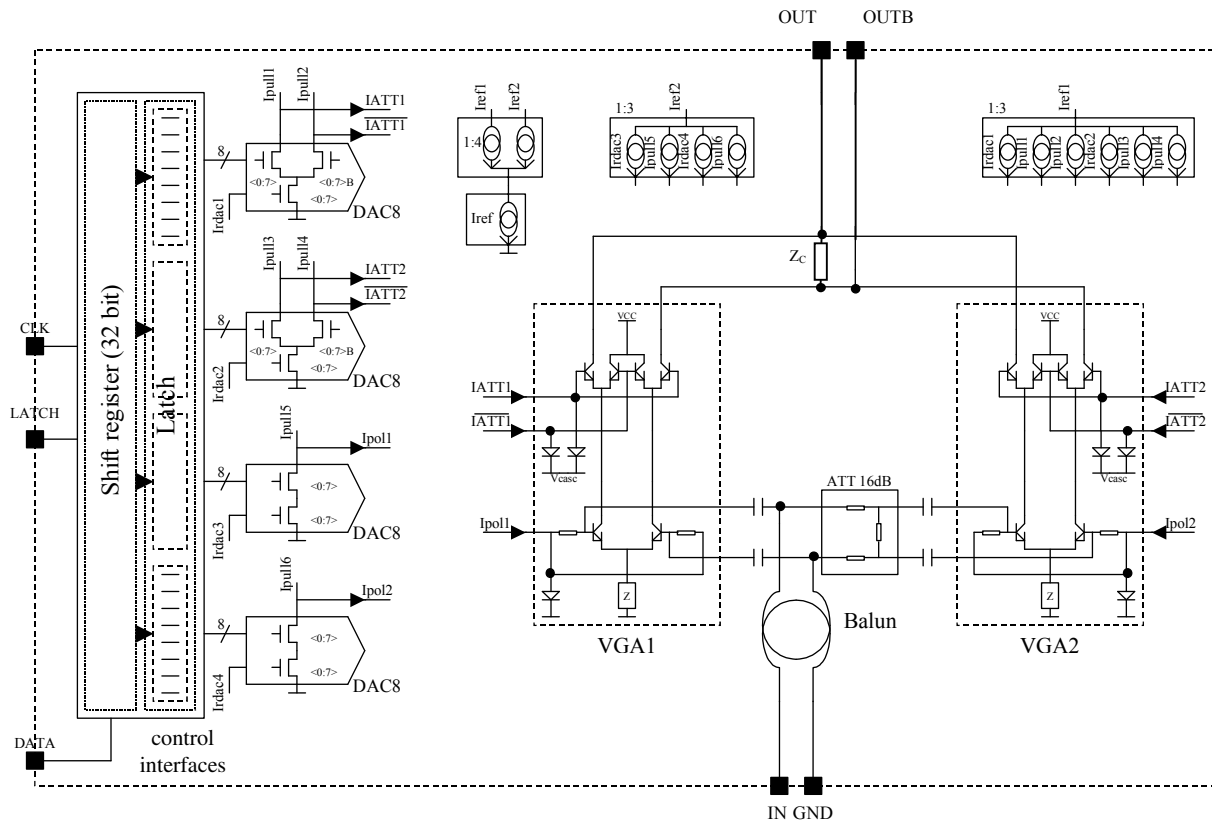 OUT OUTB
Ipull1
Ipull2
IATT1
IATT1
8
<0:7>
<0:7>B
<0:7>
Irdac1
DAC8
Iref1
Iref2
1:4
Iref
Iref2
1:3
Irdac3
Ipull5
Irdac4
Ipull6
Iref1
1:3
Irdac1
Ipull1
Ipull2
Irdac2
Ipull3
Ipull4
Ipull3
Ipull4
IATT2
IATT2
8
<0:7>
<0:7>B
<0:7>
Irdac2
DAC8
CLK
LATCH
DATA
Shift register (32 bit)
Latch
Ipull5
Ipol1
8
<0:7>
<0:7>
Irdac3
DAC8
Ipull6
Ipol2
8
<0:7>
<0:7>
Irdac4
DAC8
control
interfaces
ZC
VCC
IATT1
IATT1
Vcasc
Ipol1
Z
VGA1
ATT 16dB
Balun
VCC
IATT2
IATT2
Vcasc
Ipol2
Z
VGA2
IN GND